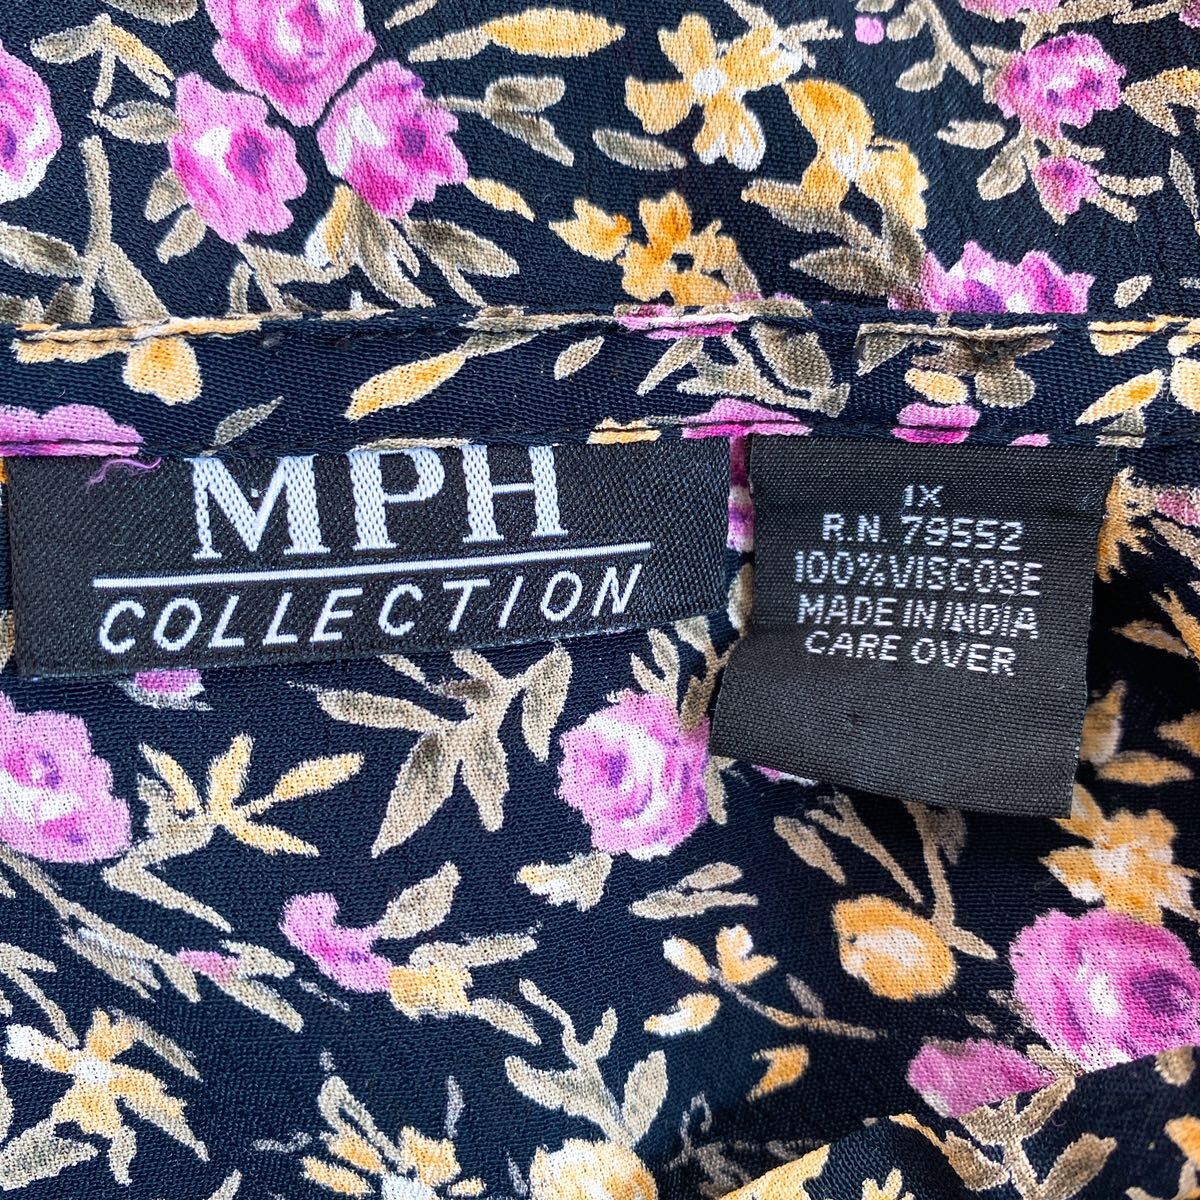 MPH
COLLECTION
1X
R.N. 79552
100%VISCOSE
MADE IN INDIA
CARE OVER